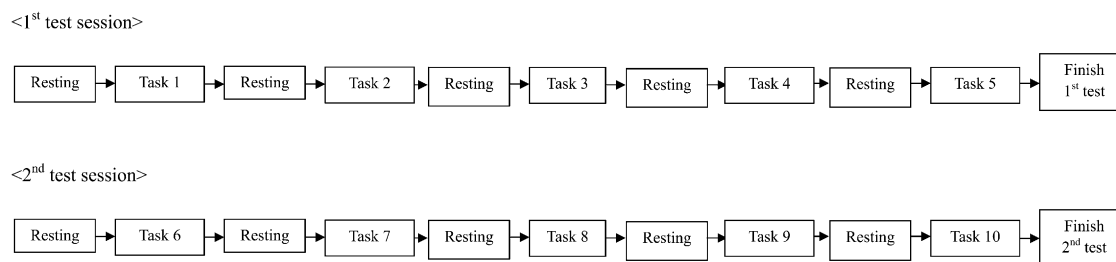 <1st test session>
Resting Task 1 Resting Task 2 Resting Task 3 Resting Task 4 Resting Task 5 Finish
1st test
<2nd test session>
Resting Task 6 Resting Task 7 Resting Task 8 Resting Task 9 Resting Task 10 Finish
2nd test